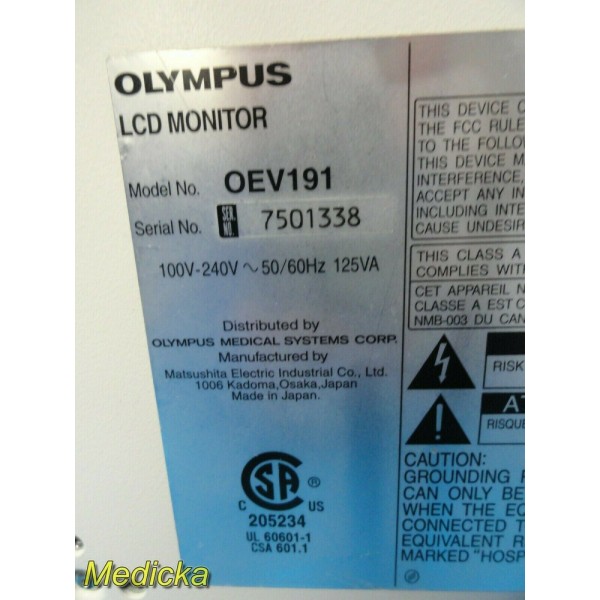 OLYMPUS
LCD MONITOR
Model No. OEV191
Serial No. SER. NO. 7501338
100V-240V ~ 50/60Hz 125VA
Distributed by
OLYMPUS MEDICAL SYSTEMS CORP.
Manufactured by
Matsushita Electric Industrial Co., Ltd.
1006 Kadoma, Osaka, Japan
Made in Japan.
CSA ®
C US
205234
UL 60601-1
CSA 601.1
THIS DEVICE C
THE FCC RULE
TO THE FOLLOW
THIS DEVICE M
INTERFERENCE,
ACCEPT ANY IN
INCLUDING INTE
CAUSE UNDESIR
THIS CLASS A
COMPLIES WIT
CET APPAREIL N
CLASSE A EST C
NMB-003 DU CAN
RISK
AT
RISQUE
CAUTION:
GROUNDING R
CAN ONLY BE
WHEN THE EQ
CONNECTED T
EQUIVALENT R
MARKED "HOSP
Medicka